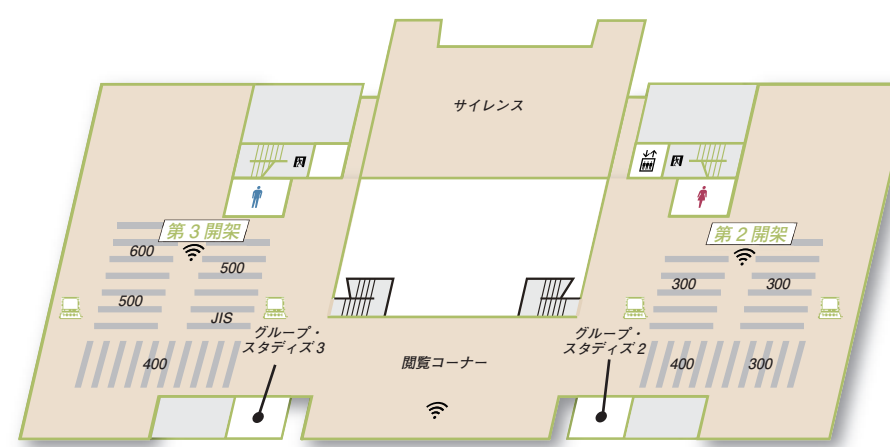 サイレンス
第3開架
600
500
500
JIS
400
グループ・
スタディズ3
閲覧コーナー
グループ・
スタディズ2
第2開架
300
300
400
300